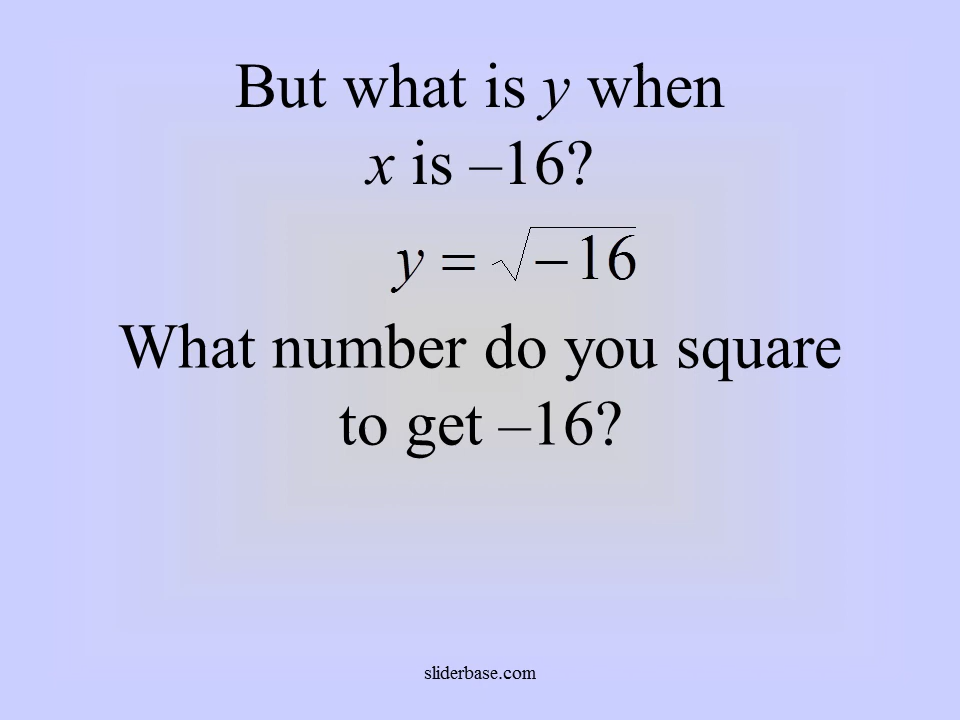 But what is y when
x is –16?
y = √–16
What number do you square
to get –16?
sliderbase.com